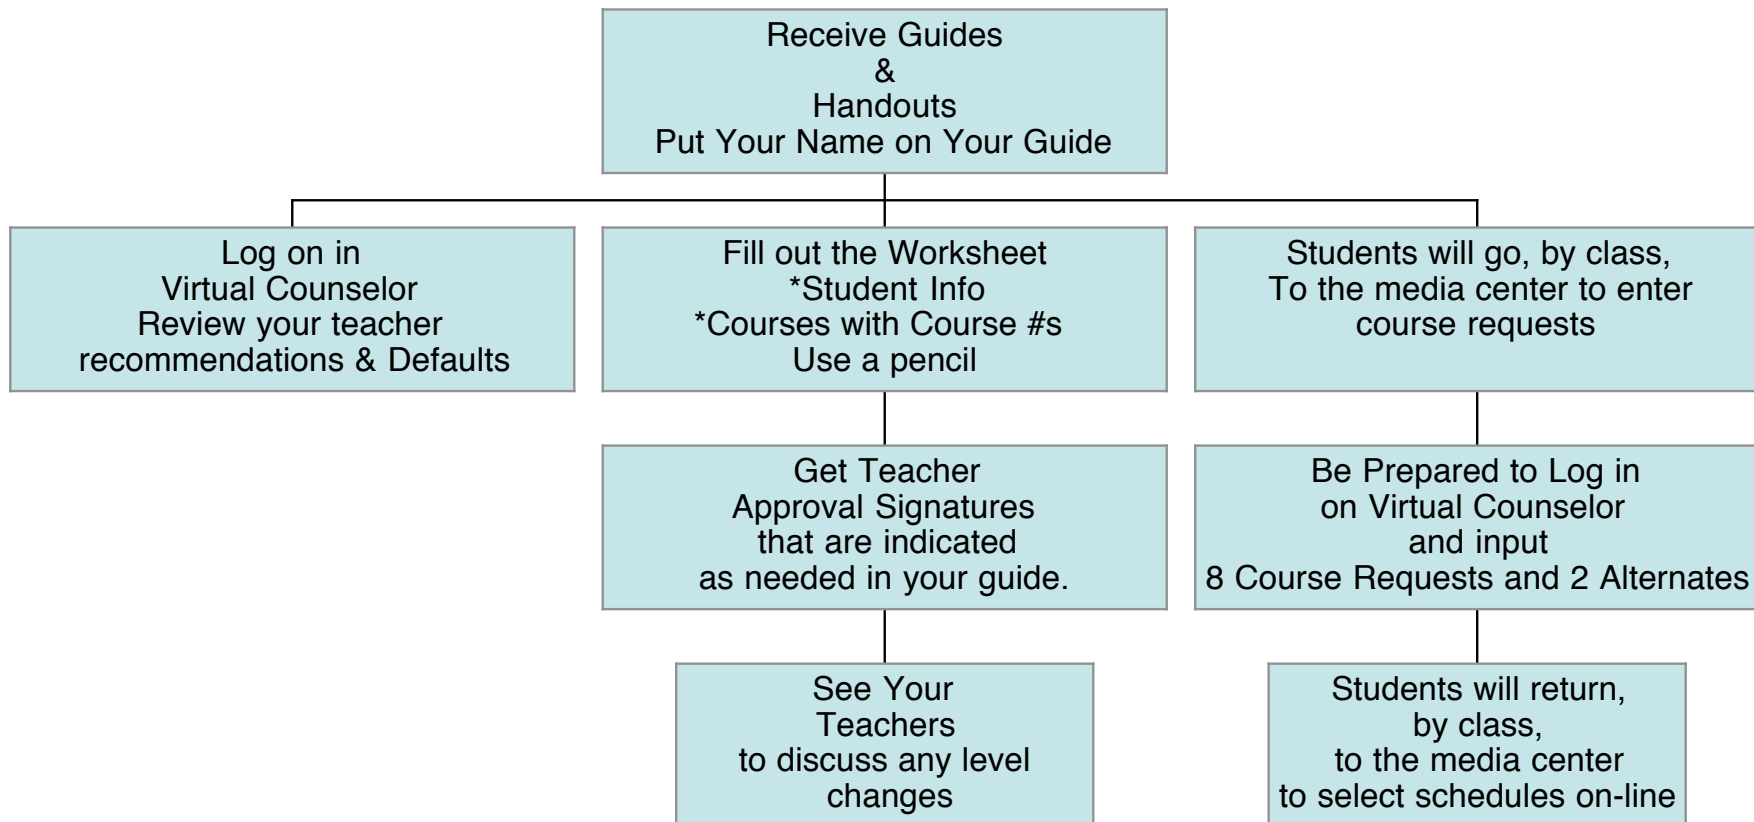 Receive Guides
&
Handouts
Put Your Name on Your Guide
Log on in
Virtual Counselor
Review your teacher
recommendations & Defaults
Fill out the Worksheet
*Student Info
*Courses with Course #s
Use a pencil
Students will go, by class,
To the media center to enter
course requests
Get Teacher
Approval Signatures
that are indicated
as needed in your guide.
Be Prepared to Log in
on Virtual Counselor
and input
8 Course Requests and 2 Alternates
See Your
Teachers
to discuss any level
changes
Students will return,
by class,
to the media center
to select schedules on-line